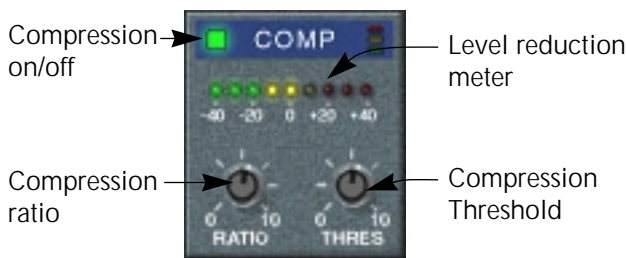 Compression
on/off
COMP
Level reduction
meter
-40 -20 0 +20 +40
Compression
ratio
Compression
Threshold
0 10 0 10
RATIO THRES